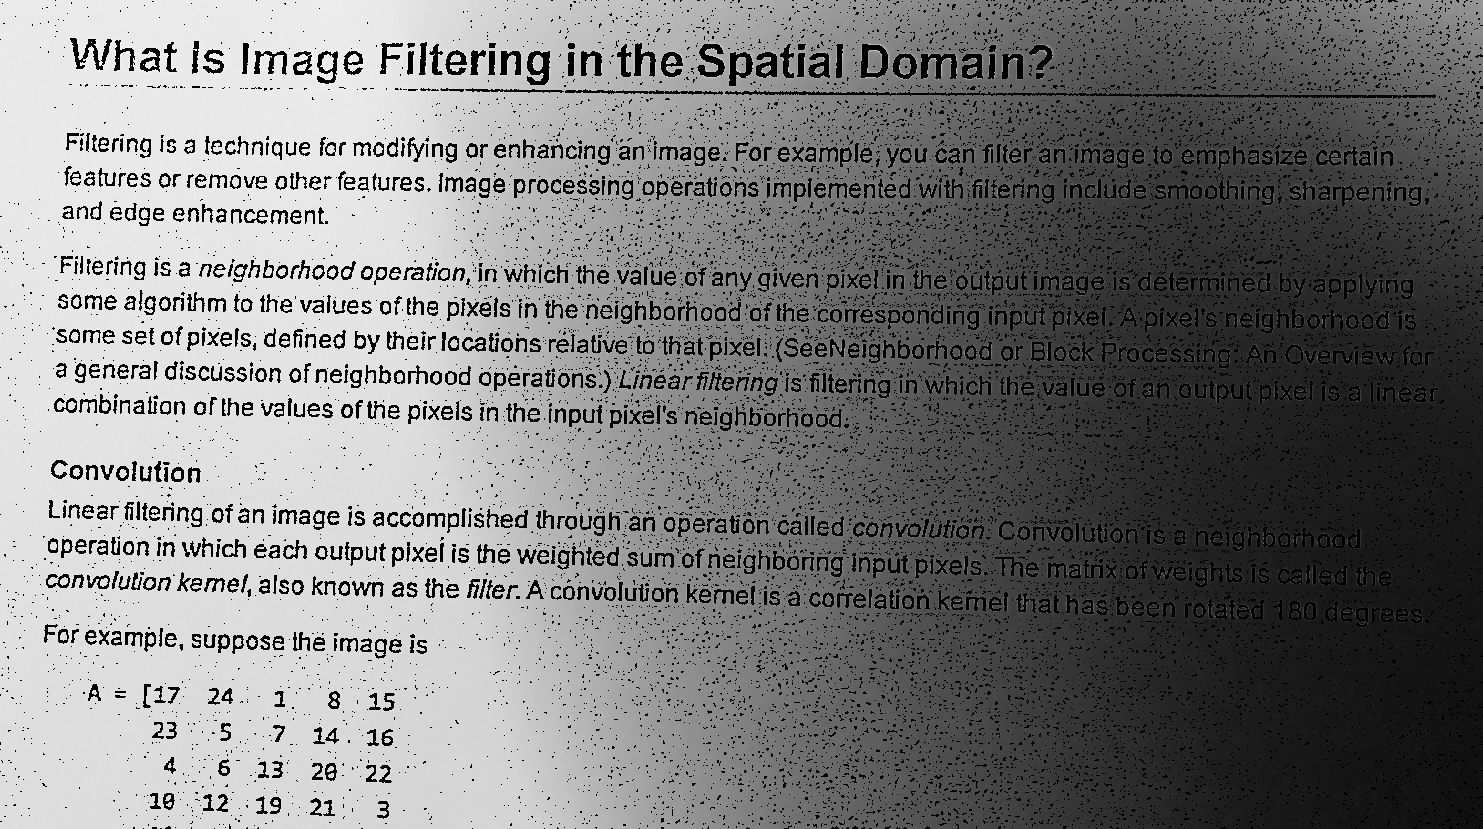 What Is Image Filtering in the Spatial Domain?
Filtering is a technique for modifying or enhancing an image. For example, you can filter an image to emphasize certain
features or remove other features. Image processing operations implemented with filtering include smoothing, sharpening,
and edge enhancement.
Filtering is a neighborhood operation, in which the value of any given pixel in the output image is determined by applying
some algorithm to the values of the pixels in the neighborhood of the corresponding input pixel. A pixel's neighborhood is
some set of pixels, defined by their locations relative to that pixel. (SeeNeighborhood or Block Processing: An Overview for
a general discussion of neighborhood operations.) Linear filtering is filtering in which the value of an output pixel is a linear
combination of the values of the pixels in the input pixel's neighborhood.
Convolution
Linear filtering of an image is accomplished through an operation called convolution. Convolution is a neighborhood
operation in which each output pixel is the weighted sum of neighboring input pixels. The matrix of weights is called the
convolution kernel, also known as the filter. A convolution kernel is a correlation kernel that has been rotated 180 degrees.
For example, suppose the image is
A = [17 24 1 8 15
23 5 7 14 16
4 6 13 20 22
10 12 19 21 3